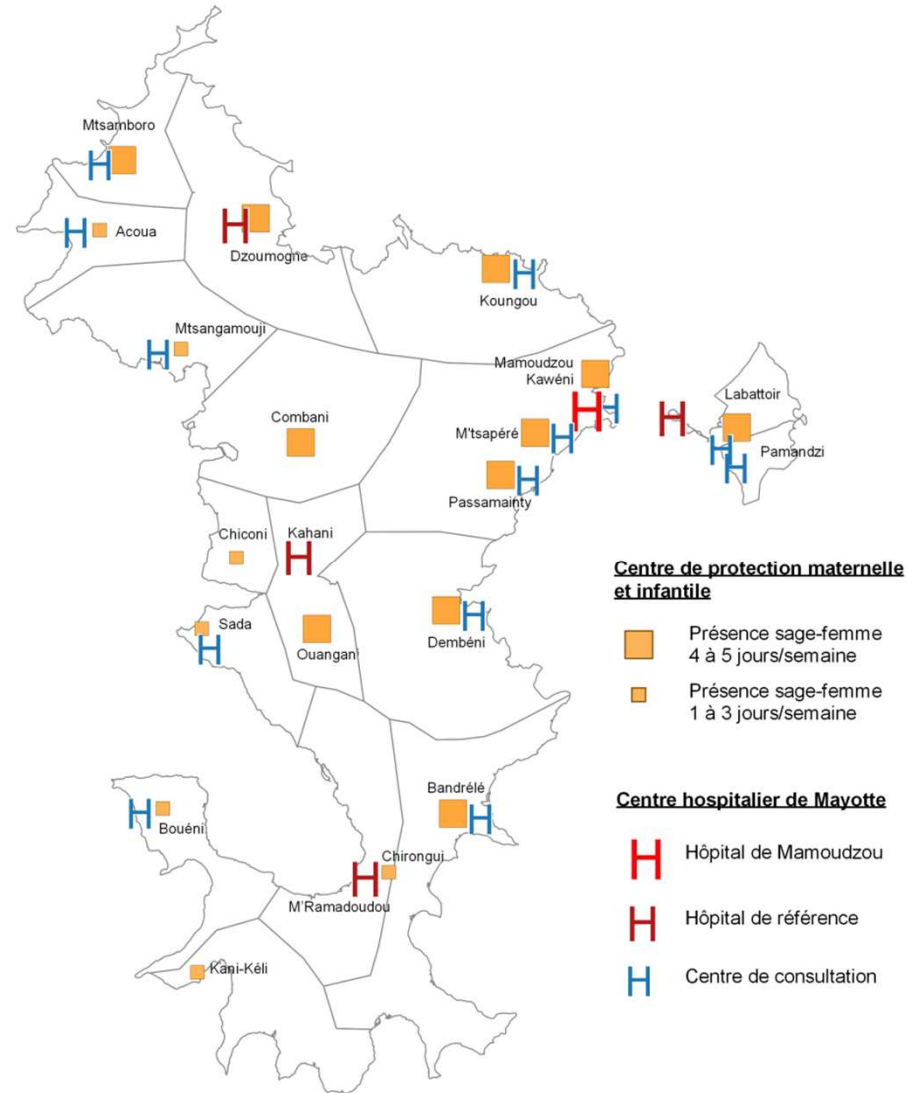 Mtsamboro
Acoua
Dzoumogne
Koungou
Mtsangamouji
Mamoudzou
Kawéni
Labattoir
Combani
M'tsapéré
Pamandzi
Passamainty
Chiconi
Kahani
Sada
Ouangani
Dembéni
Bandrélé
Bouéni
Chirongui
M'Ramadoudou
Kani-Kéli
Centre de protection maternelle
et infantile
Présence sage-femme
4 à 5 jours/semaine
Présence sage-femme
1 à 3 jours/semaine
Centre hospitalier de Mayotte
H Hôpital de Mamoudzou
H Hôpital de référence
H Centre de consultation